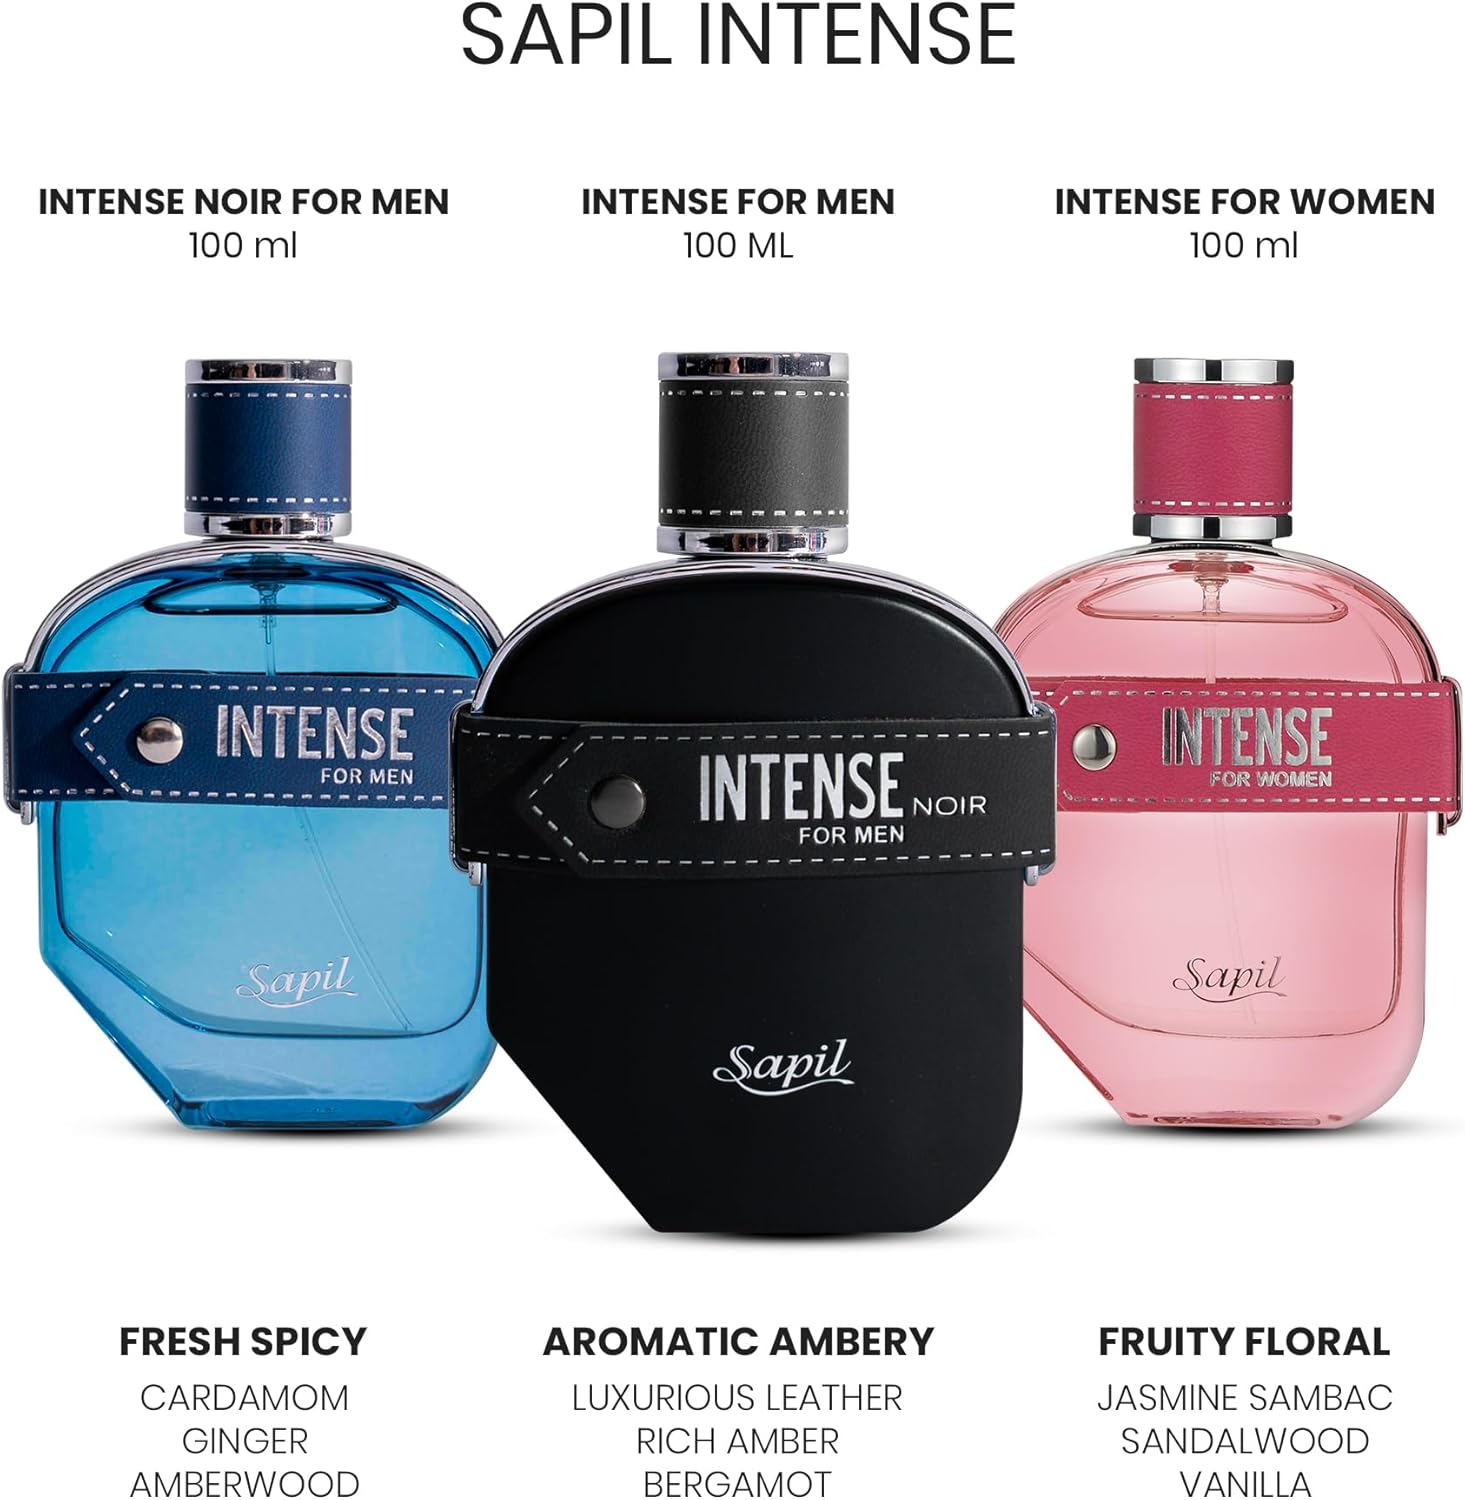 SAPIL INTENSE
INTENSE NOIR FOR MEN
100 ml
INTENSE FOR MEN
100 ML
INTENSE FOR WOMEN
100 ml
INTENSE
FOR MEN
Sapil
INTENSE NOIR
FOR MEN
Sapil
INTENSE
FOR WOMEN
Sapil
FRESH SPICY
CARDAMOM
GINGER
AMBERWOOD
AROMATIC AMBERY
LUXURIOUS LEATHER
RICH AMBER
BERGAMOT
FRUITY FLORAL
JASMINE SAMBAC
SANDALWOOD
VANILLA